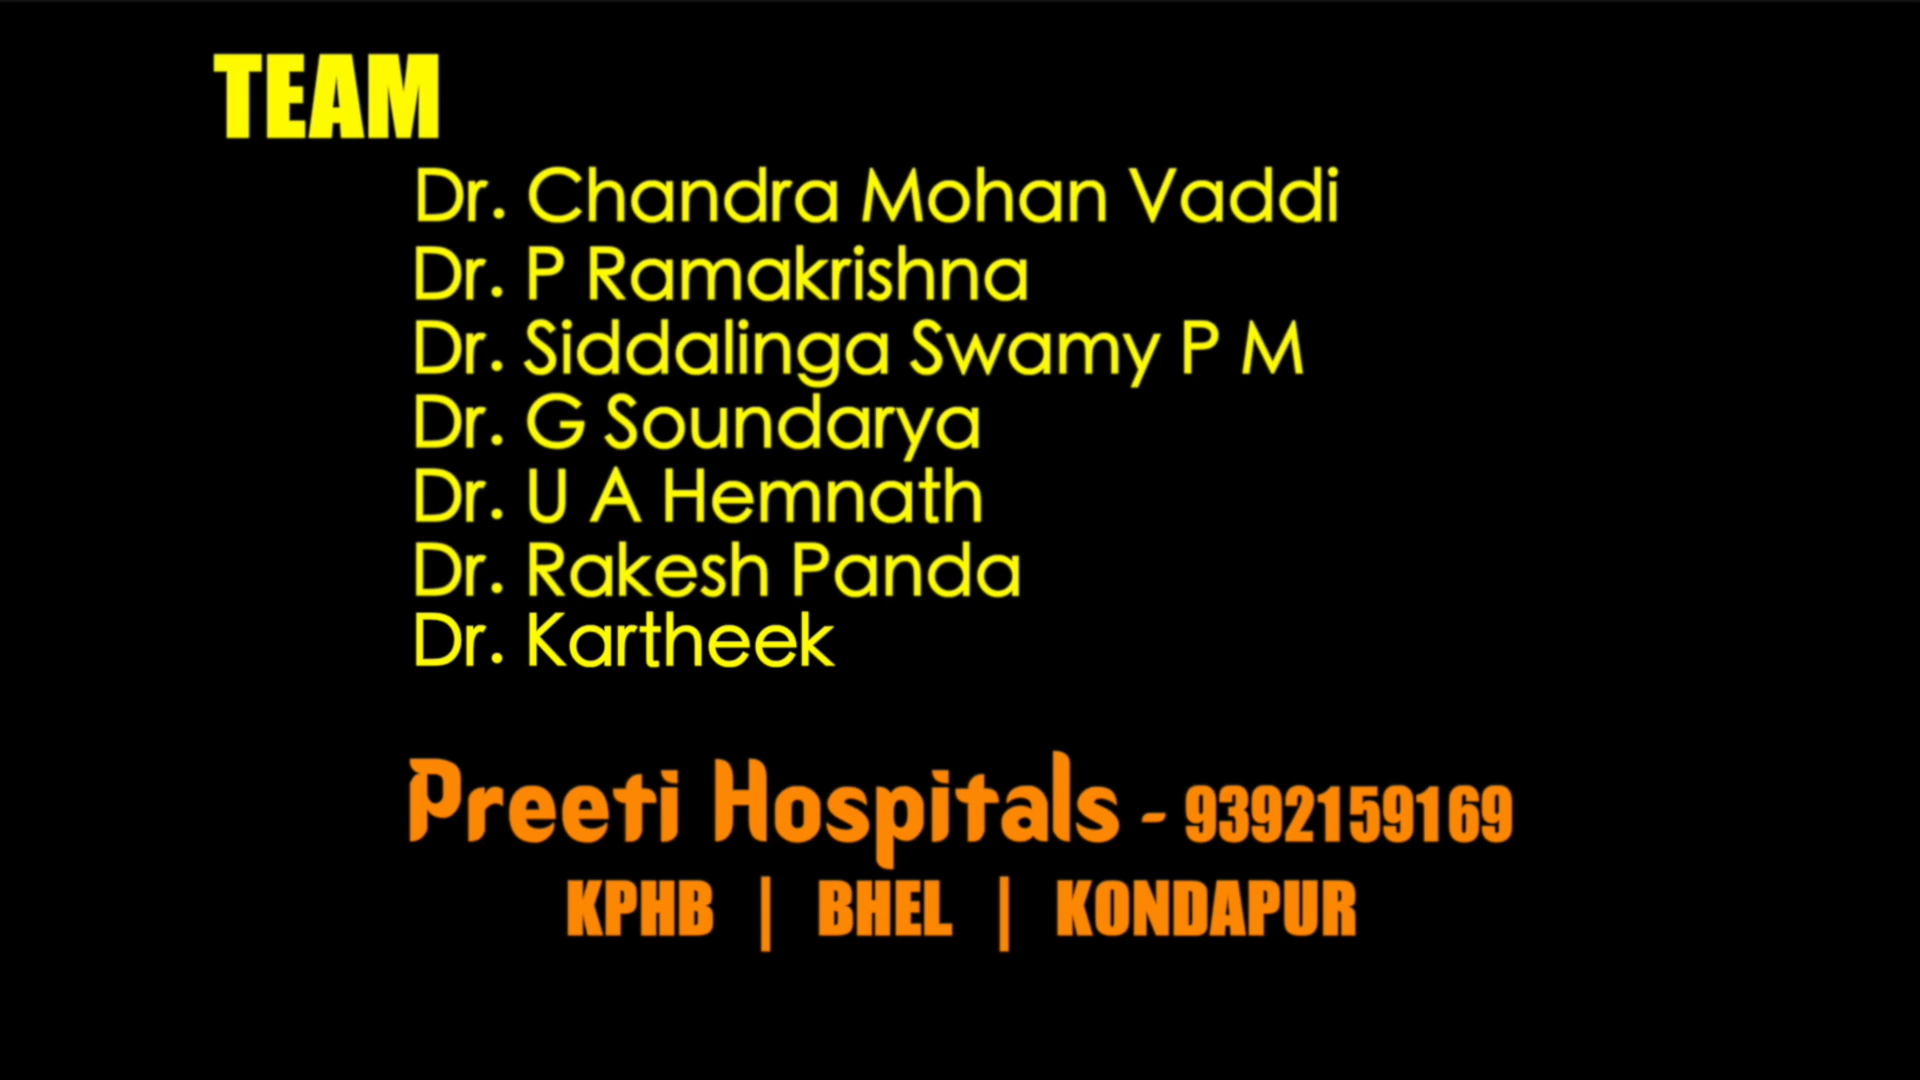 TEAM
Dr. Chandra Mohan Vaddi
Dr. P Ramakrishna
Dr. Siddalinga Swamy P M
Dr. G Soundarya
Dr. U A Hemnath
Dr. Rakesh Panda
Dr. Kartheek
Preeti Hospitals - 9392159169
KPHB | BHEL | KONDAPUR